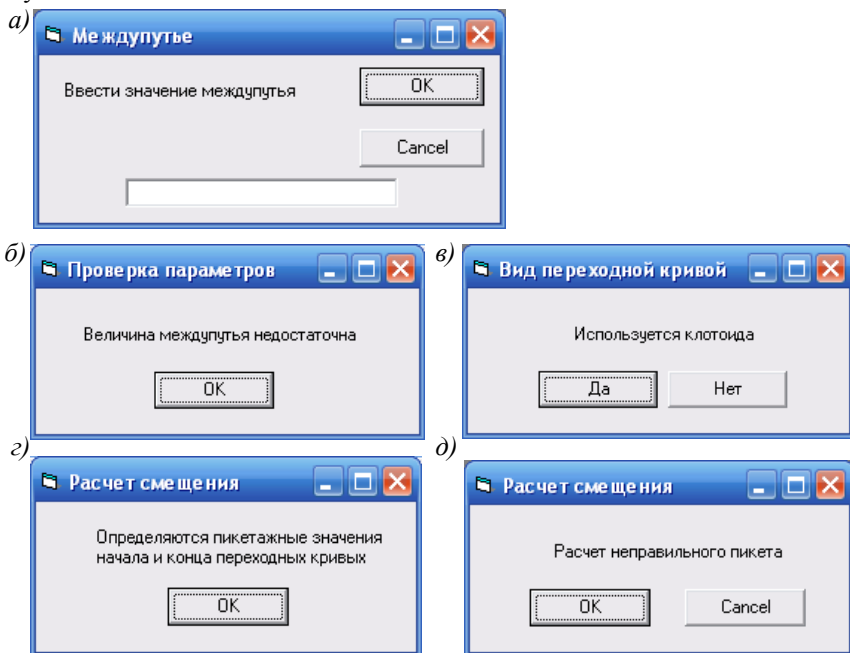 а)
Междупутье
Ввести значение междупутья
OK
Cancel
б)
Проверка параметров
Величина междупутья недостаточна
OK
в)
Вид переходной кривой
Используется клотоида
Да
Нет
г)
Расчет смещения
Определяются пикетажные значения
начала и конца переходных кривых
OK
д)
Расчет смещения
Расчет неправильного пикета
OK
Cancel